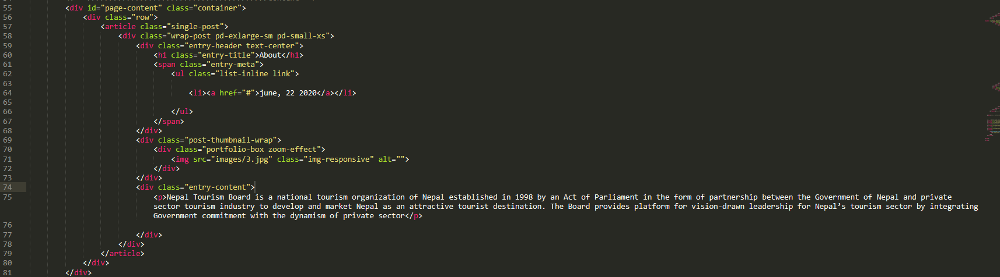 55 <div id="page-content" class="container">
56 <div class="row">
57 <article class="single-post">
58 <div class="wrap-post pd-exlarge-sm pd-small-xs">
59 <div class="entry-header text-center">
60 <h1 class="entry-title">About</h1>
61 <span class="entry-meta">
62 <ul class="list-inline link">
63
64 <li><a href="#">june, 22 2020</a></li>
65
66 </ul>
67 </span>
68 </div>
69 <div class="post-thumbnail-wrap">
70 <div class="portfolio-box zoom-effect">
71 <img src="images/3.jpg" class="img-responsive" alt="">
72 </div>
73 </div>
74 <div class="entry-content">
75 <p>Nepal Tourism Board is a national tourism organization of Nepal established in 1998 by an Act of Parliament in the form of partnership between the Government of Nepal and private
sector tourism industry to develop and market Nepal as an attractive tourist destination. The Board provides platform for vision-drawn leadership for Nepal’s tourism sector by integrating
Government commitment with the dynamism of private sector</p>
76
77 </div>
78 </div>
79 </article>
80 </div>
81 </div>